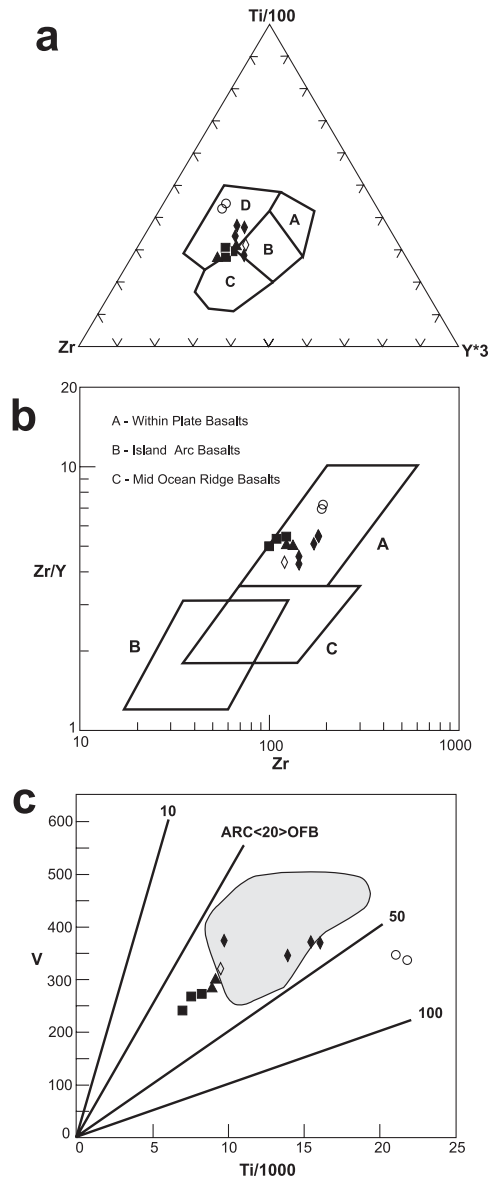 a
Ti/100
D
A
B
C
Zr
Y*3
b
20
A - Within Plate Basalts
B - Island Arc Basalts
C - Mid Ocean Ridge Basalts
10
Zr/Y
A
B
C
1
10
100
1000
Zr
c
600
10
ARC<20>OFB
500
400
50
V
300
200
100
100
0
0
5
10
15
20
25
Ti/1000